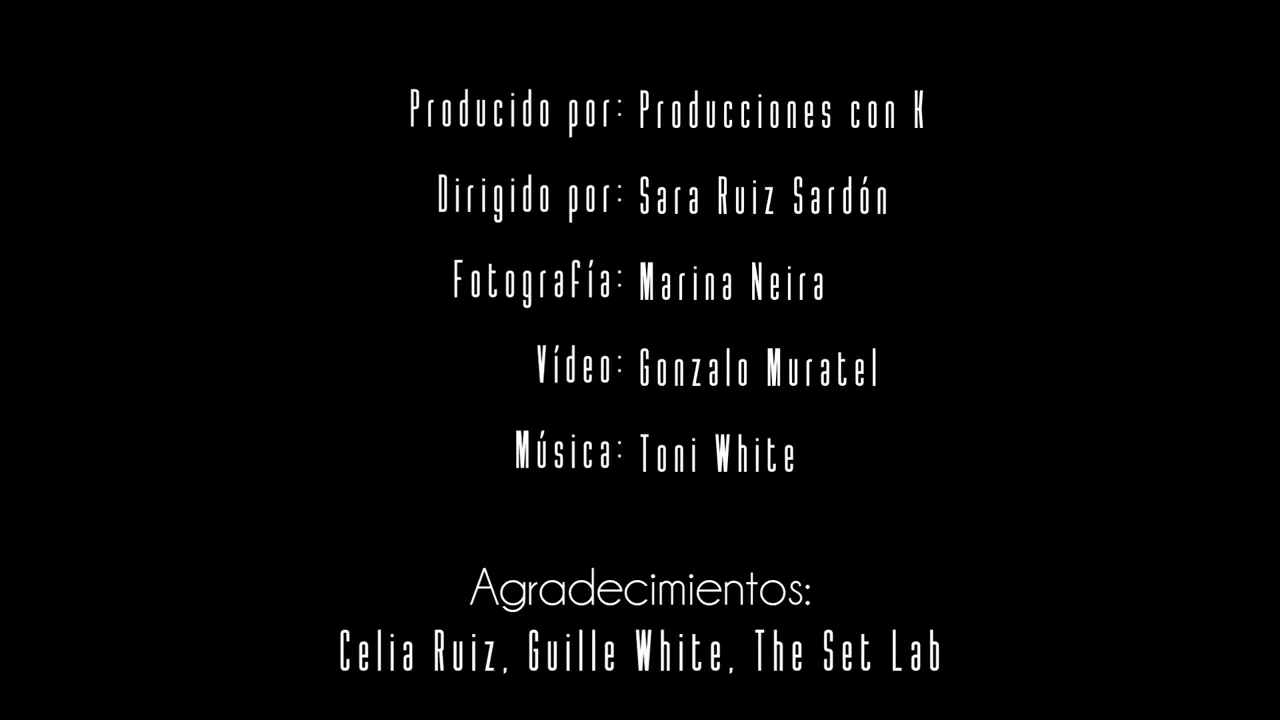 Producido por: Producciones con K
Dirigido por: Sara Ruiz Sardón
Fotografía: Marina Neira
Vídeo: Gonzalo Muratel
Música: Toni White
Agradecimientos:
Celia Ruiz, Guille White, The Set Lab